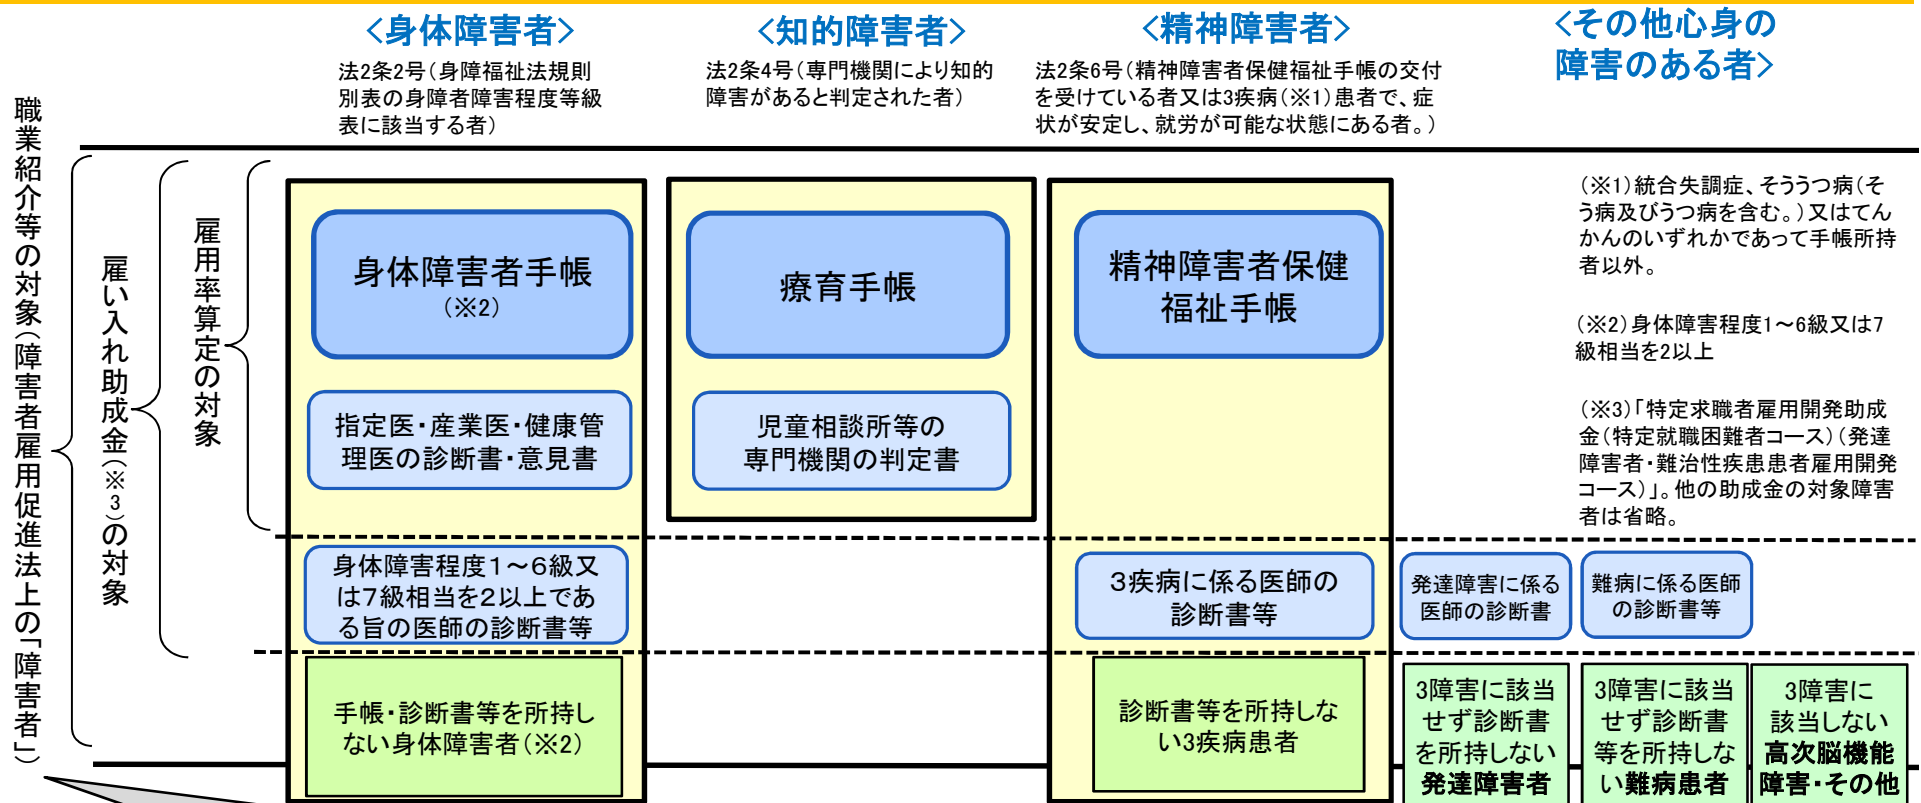 <身体障害者>
法2条2号(身障福祉法規則
別表の身障者障害程度等級
表に該当する者)
<知的障害者>
法2条4号(専門機関により知的
障害があると判定された者)
<精神障害者>
法2条6号(精神障害者保健福祉手帳の交付
を受けている者又は3疾病(※1)患者で、症
状が安定し、就労が可能な状態にある者。)
<その他心身の
障害のある者>
職業紹介等の対象(障害者雇用促進法上の「障害者」)
雇い入れ助成金(※3)の対象
雇用率算定の対象
身体障害者手帳
(※2)
療育手帳
精神障害者保健
福祉手帳
指定医・産業医・健康管
理医の診断書・意見書
児童相談所等の
専門機関の判定書
(※1)統合失調症、そううつ病(そ
う病及びうつ病を含む。)又はてん
かんのいずれかであって手帳所持
者以外。
(※2)身体障害程度1~6級又は7
級相当を2以上
(※3)「特定求職者雇用開発助成
金(特定就職困難者コース)(発達
障害者・難治性疾患患者雇用開発
コース)」。他の助成金の対象障害
者は省略。
身体障害程度1~6級又
は7級相当を2以上であ
る旨の医師の診断書等
3疾病に係る医師の
診断書等
発達障害に係る
医師の診断書
難病に係る医師
の診断書等
手帳・診断書等を所持し
ない身体障害者(※2)
診断書等を所持しな
い3疾病患者
3障害に該当
せず診断書
を所持しない
発達障害者
3障害に該当
せず診断書
等を所持しな
い難病患者
3障害に
該当しない
高次脳機能
障害・その他